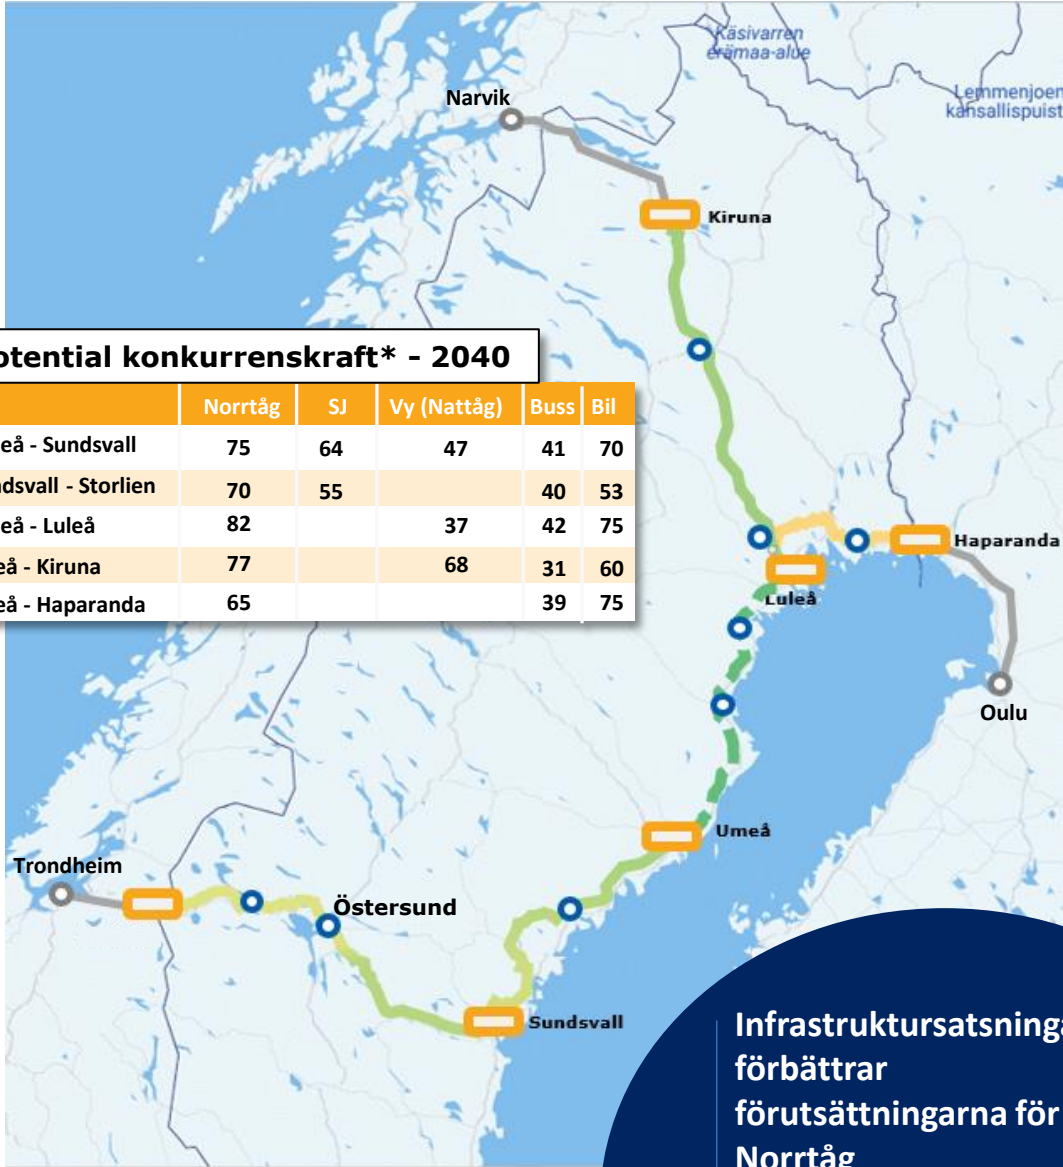 Käsivarren
erämaa-alue
Lemmenjoen
kansallispuist
Narvik
Kiruna
otential konkurrenskraft* - 2040
Norrtåg SJ Vy (Nattåg) Buss Bil
eå - Sundsvall 75 64 47 41 70
dsvall - Storlien 70 55 40 53
eå - Luleå 82 37 42 75
eå - Kiruna 77 68 31 60
eå - Haparanda 65 39 75
Haparanda
Luleå
Oulu
Umeå
Trondheim
Östersund
Sundsvall
Infrastruktursatsninga
förbättrar
förutsättningarna för
Norrtåg